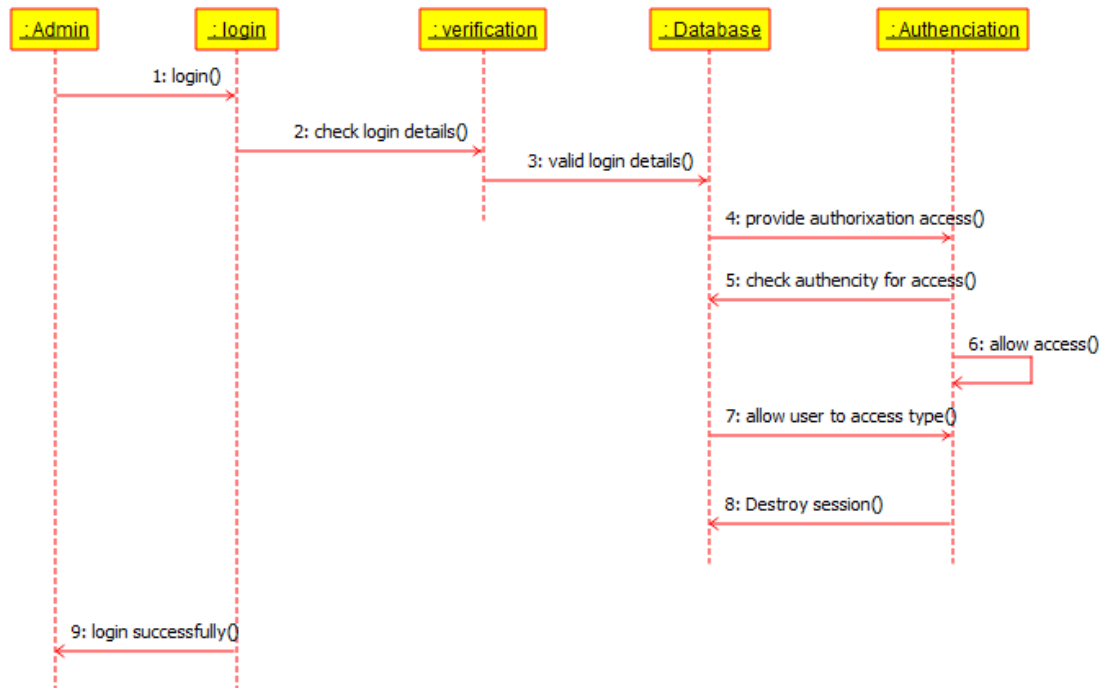 : Admin
: login
: verification
: Database
: Authenciation
1: login()
2: check login details()
3: valid login details()
4: provide authorixation access()
5: check authencity for access()
6: allow access()
7: allow user to access type()
8: Destroy session()
9: login successfully()